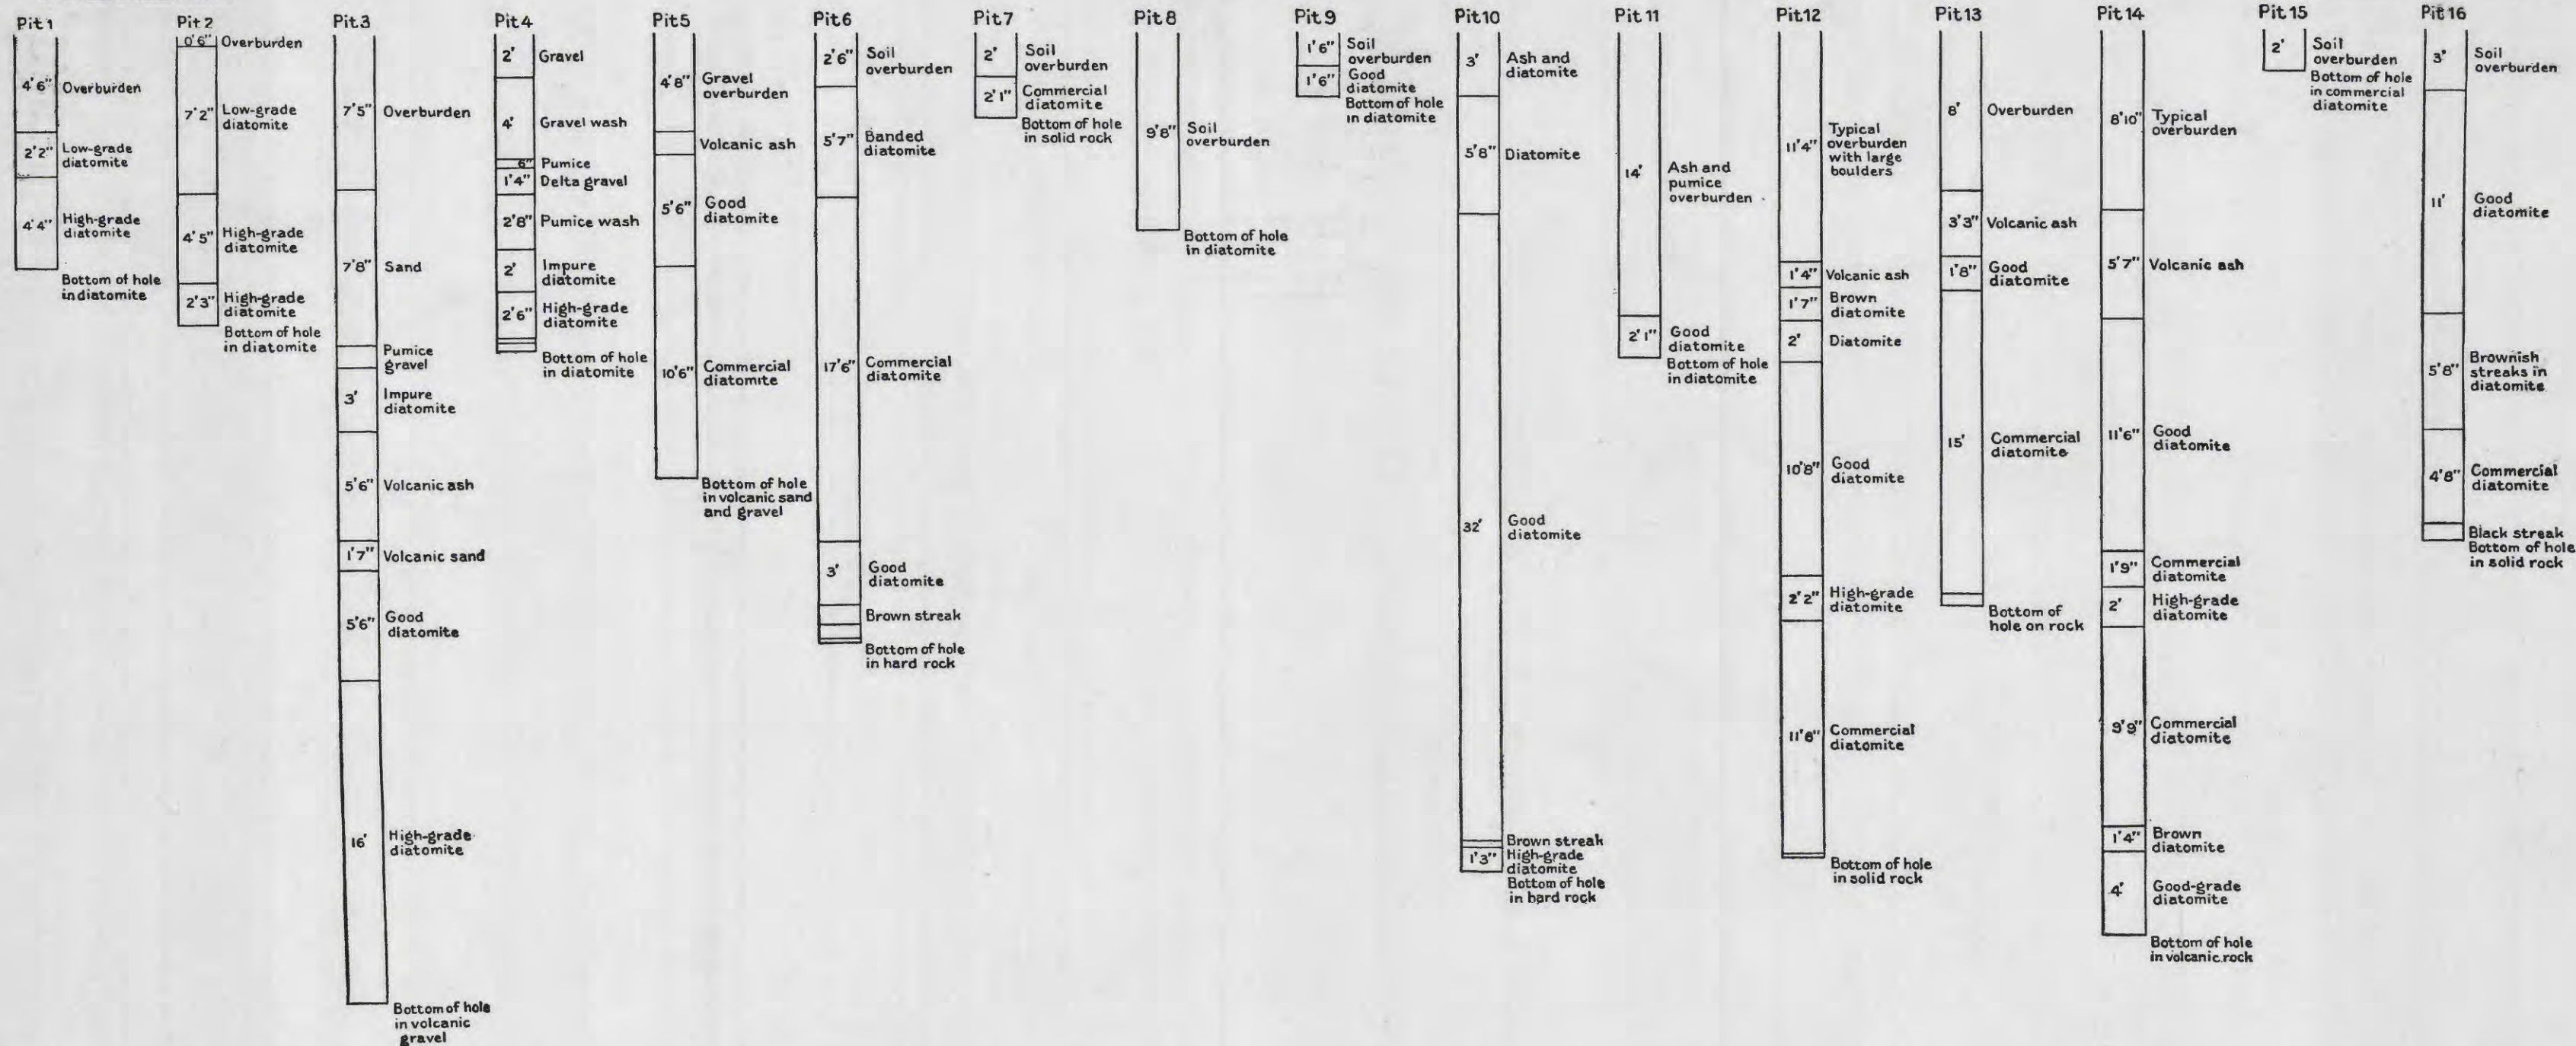 Pit 1
4'6" Overburden
2'2" Low-grade
diatomite
4'4" High-grade
diatomite
Bottom of hole
in diatomite
Pit 2
0'6" Overburden
7'2" Low-grade
diatomite
4'5" High-grade
diatomite
2'3" High-grade
diatomite
Bottom of hole
in diatomite
Pit 3
7'5" Overburden
7'8" Sand
Pumice
gravel
3' Impure
diatomite
5'6" Volcanic ash
1'7" Volcanic sand
5'6" Good
diatomite
16' High-grade
diatomite
Bottom of hole
in volcanic
gravel
Pit 4
2' Gravel
4' Gravel wash
6" Pumice
1'4" Delta gravel
2'8" Pumice wash
2' Impure
diatomite
2'6" High-grade
diatomite
Bottom of hole
in diatomite
Pit 5
4'8" Gravel
overburden
Volcanic ash
5'6" Good
diatomite
10'6" Commercial
diatomite
Bottom of hole
in volcanic sand
and gravel
Pit 6
2'6" Soil
overburden
5'7" Banded
diatomite
17'6" Commercial
diatomite
3' Good
diatomite
Brown streak
Bottom of hole
in hard rock
Pit 7
2' Soil
overburden
2'1" Commercial
diatomite
Bottom of hole
in solid rock
Pit 8
9'8" Soil
overburden
Bottom of hole
in diatomite
Pit 9
1'6" Soil
overburden
1'6" Good
diatomite
Bottom of hole
in diatomite
Pit 10
3' Ash and
diatomite
5'8" Diatomite
32' Good
diatomite
Brown streak
1'3" High-grade
diatomite
Bottom of hole
in hard rock
Pit 11
14' Ash and
pumice
overburden
2'1" Good
diatomite
Bottom of hole
in diatomite
Pit 12
11'4" Typical
overburden
with large
boulders
1'4" Volcanic ash
1'7" Brown
diatomite
2' Diatomite
10'8" Good
diatomite
2'2" High-grade
diatomite
11'6" Commercial
diatomite
Bottom of hole
in solid rock
Pit 13
8' Overburden
3'3" Volcanic ash
1'8" Good
diatomite
15' Commercial
diatomite
Bottom of
hole on rock
Pit 14
8'10" Typical
overburden
5'7" Volcanic ash
11'6" Good
diatomite
1'9" Commercial
diatomite
2' High-grade
diatomite
9'9" Commercial
diatomite
1'4" Brown
diatomite
4' Good-grade
diatomite
Bottom of hole
in volcanic rock
Pit 15
2' Soil
overburden
Bottom of hole
in commercial
diatomite
Pit 16
3' Soil
overburden
11' Good
diatomite
5'8" Brownish
streaks in
diatomite
4'8" Commercial
diatomite
Black streak
Bottom of hole
in solid rock